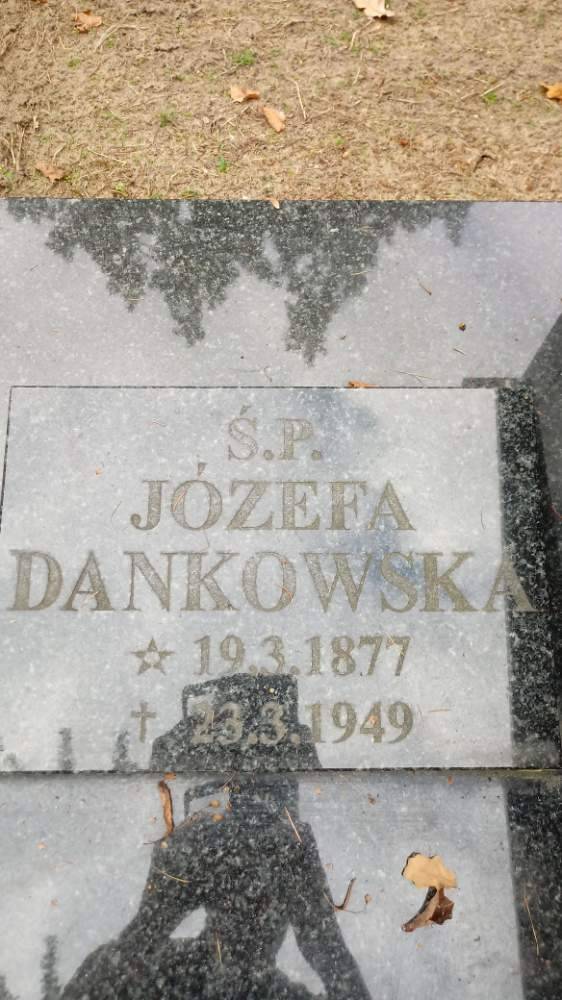 Ś.P.
JÓZEFA
DANKOWSKA
☆ 19.3.1877
† 23.3.1949